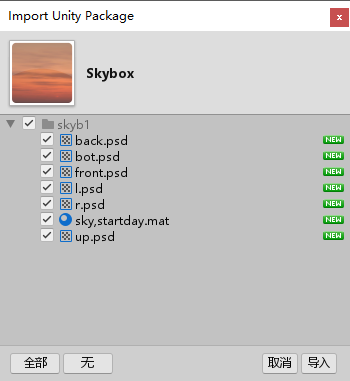 Import Unity Package
x
Skybox
skyb1
back.psd NEW
bot.psd NEW
front.psd NEW
l.psd NEW
r.psd NEW
sky,startday.mat NEW
up.psd NEW
全部 无 取消 导入